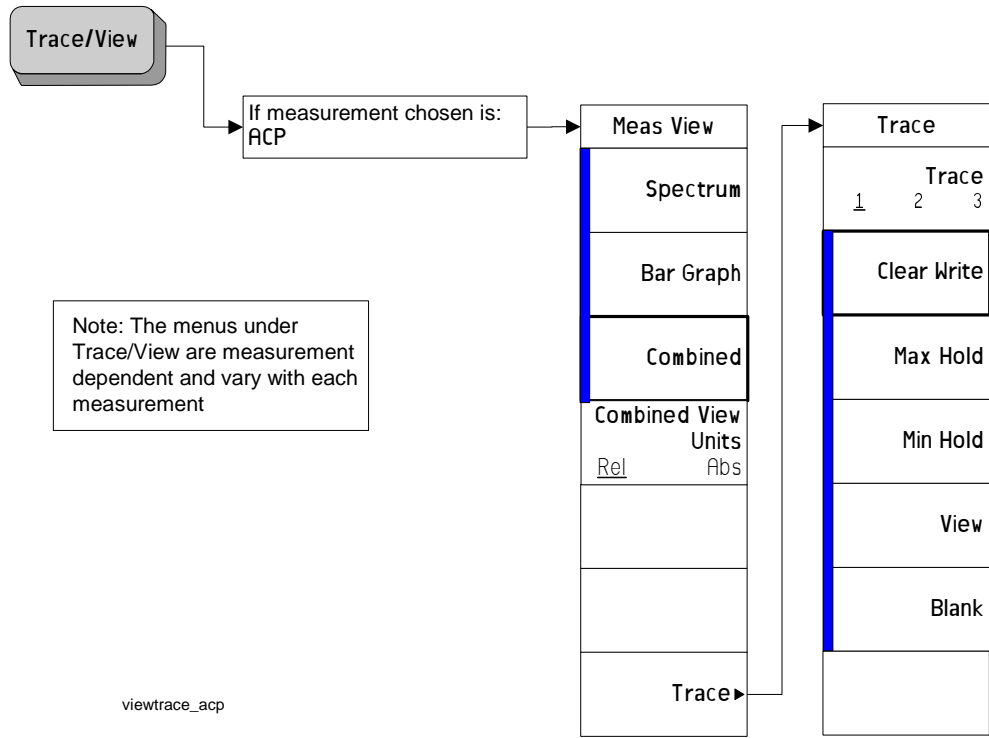 Trace/View
If measurement chosen is:
ACP
Note: The menus under
Trace/View are measurement
dependent and vary with each
measurement
viewtrace_acp
Meas View
Spectrum
Bar Graph
Combined
Combined View
Units
Rel Abs
Trace
Trace
Trace
1 2 3
Clear Write
Max Hold
Min Hold
View
Blank